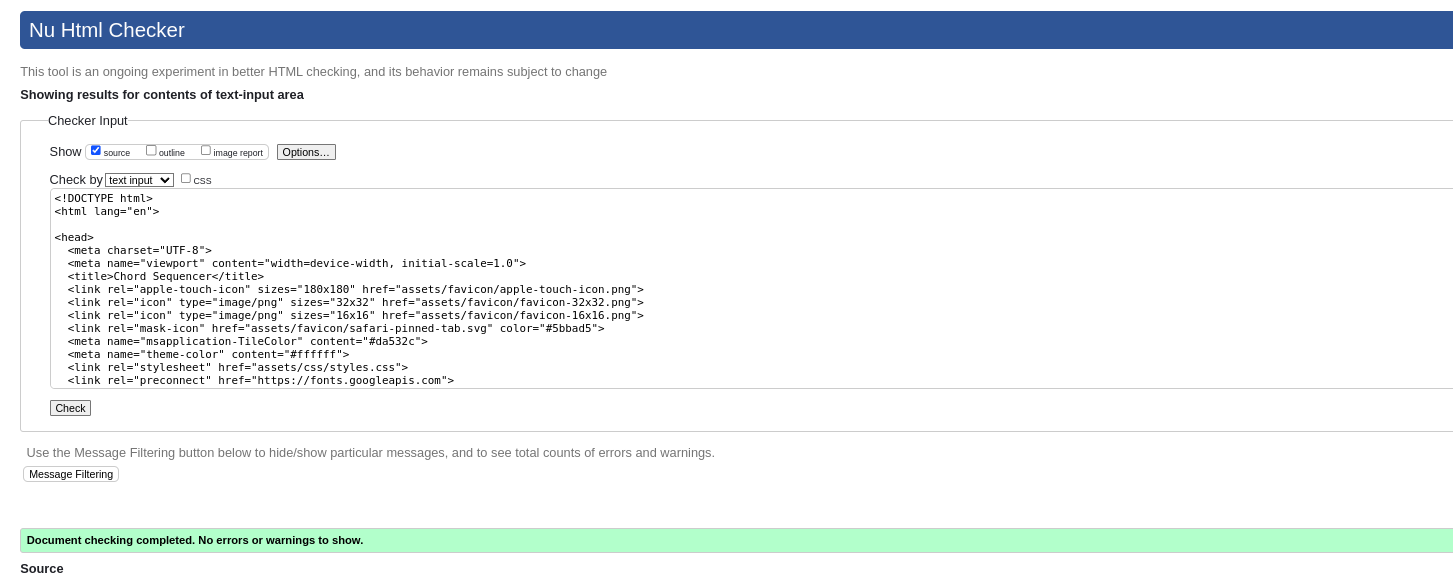 Nu Html Checker
This tool is an ongoing experiment in better HTML checking, and its behavior remains subject to change
Showing results for contents of text-input area
Checker Input
Show source outline image report Options...
Check by text input CSS
<!DOCTYPE html>
<html lang="en">
<head>
  <meta charset="UTF-8">
  <meta name="viewport" content="width=device-width, initial-scale=1.0">
  <title>Chord Sequencer</title>
  <link rel="apple-touch-icon" sizes="180x180" href="assets/favicon/apple-touch-icon.png">
  <link rel="icon" type="image/png" sizes="32x32" href="assets/favicon/favicon-32x32.png">
  <link rel="icon" type="image/png" sizes="16x16" href="assets/favicon/favicon-16x16.png">
  <link rel="mask-icon" href="assets/favicon/safari-pinned-tab.svg" color="#5bbad5">
  <meta name="msapplication-TileColor" content="#da532c">
  <meta name="theme-color" content="#ffffff">
  <link rel="stylesheet" href="assets/css/styles.css">
  <link rel="preconnect" href="https://fonts.googleapis.com">
Check
Use the Message Filtering button below to hide/show particular messages, and to see total counts of errors and warnings.
Message Filtering
Document checking completed. No errors or warnings to show.
Source